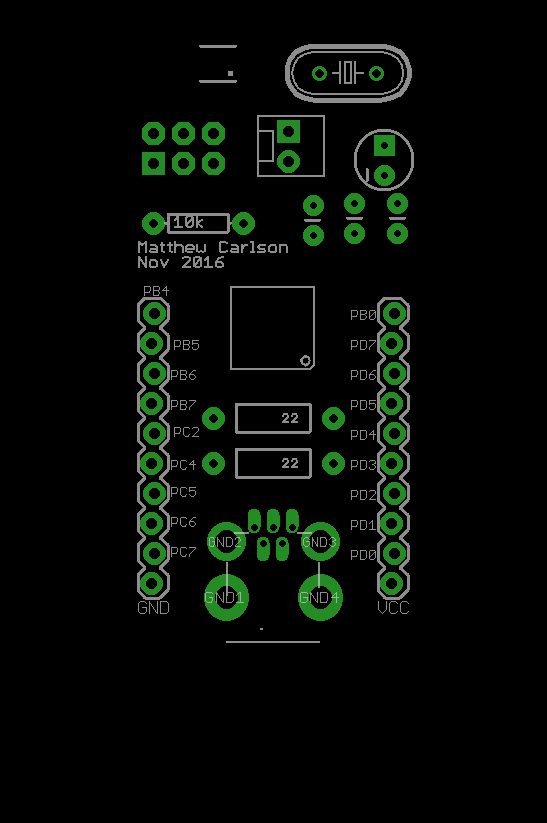 10k
Matthew Carlson
Nov 2016
PB4
PB0
PB5
PD7
PB6
PD6
PB7
PD5
22
PC2
PD4
PC4
22
PD3
PC5
PD2
PC6
PD1
GND2
GND3
PC7
PD0
GND1
GND4
GND
VCC